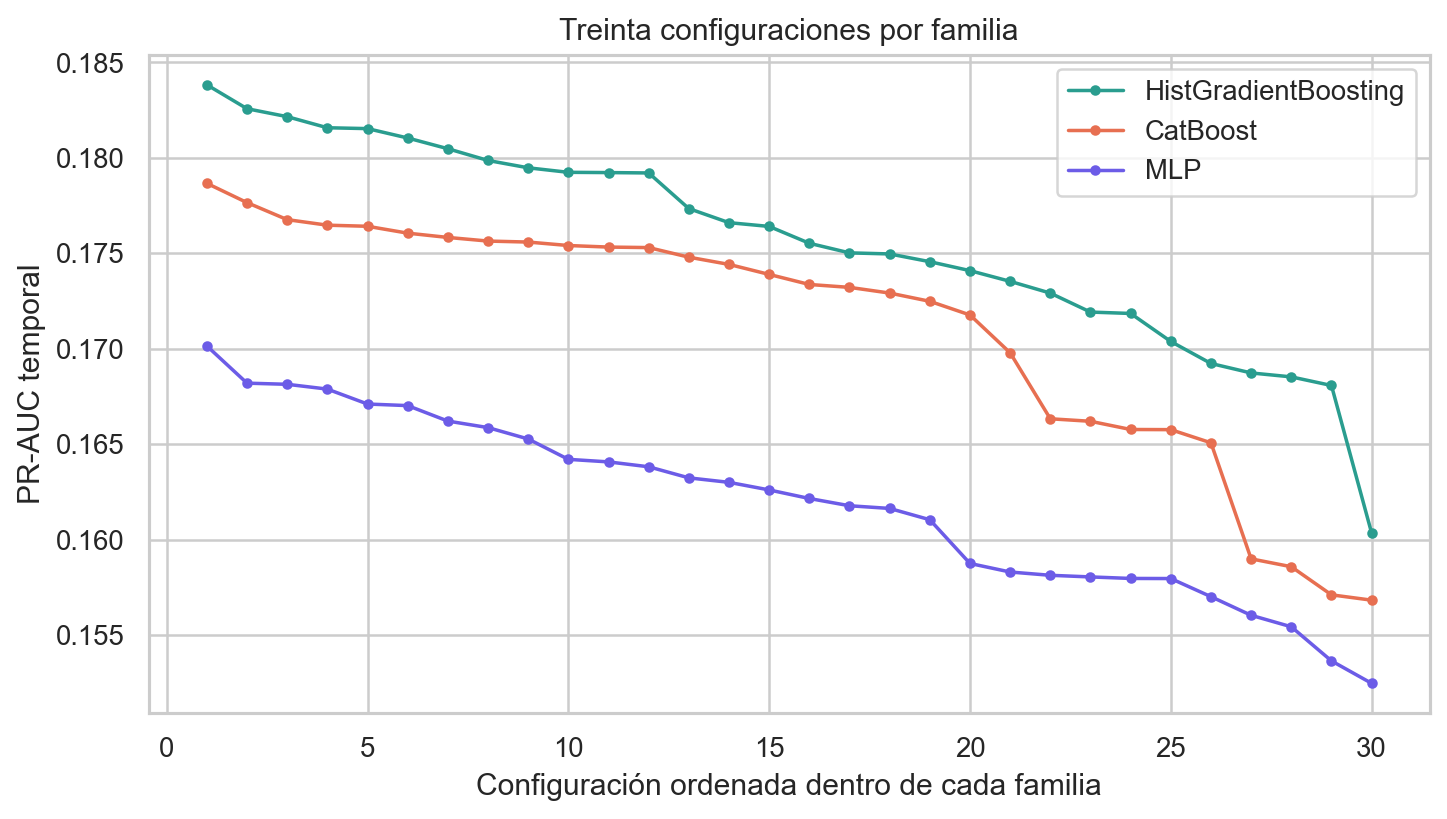 Treinta configuraciones por familia
HistGradientBoosting
CatBoost
MLP
PR-AUC temporal
0.185
0.180
0.175
0.170
0.165
0.160
0.155
0 5 10 15 20 25 30
Configuración ordenada dentro de cada familia